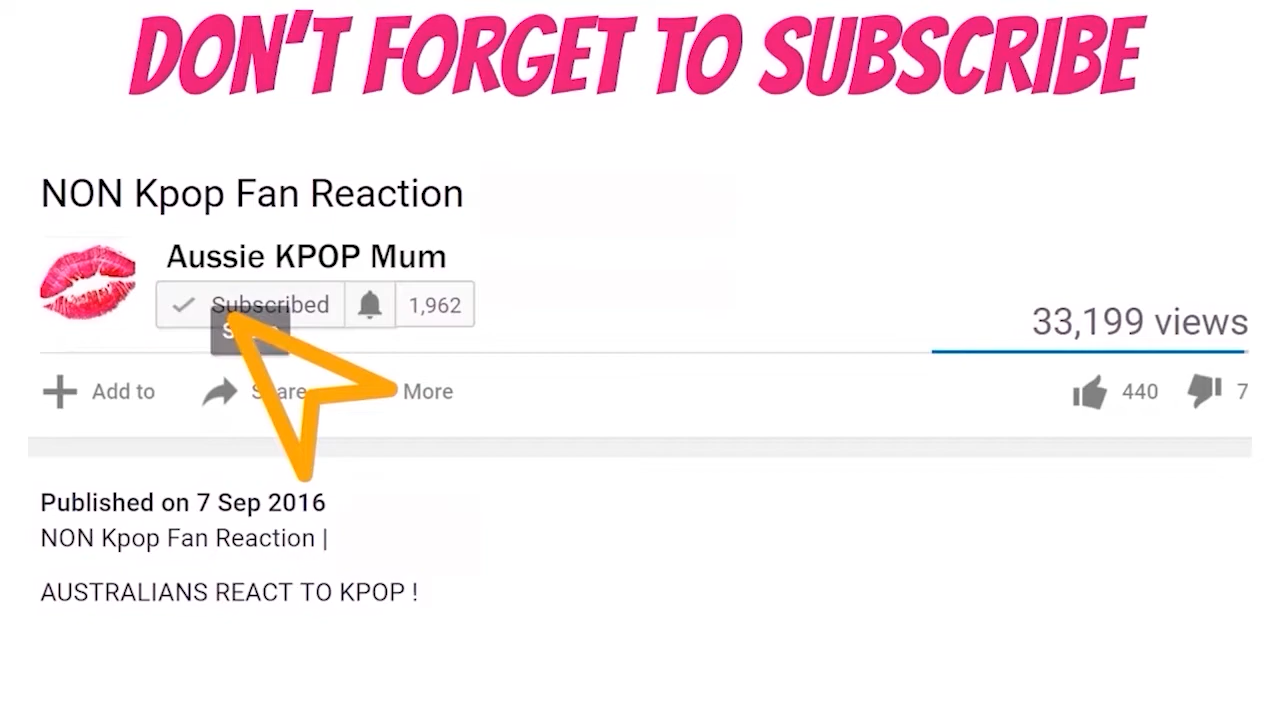 DON'T FORGET TO SUBSCRIBE
NON Kpop Fan Reaction
Aussie KPOP Mum
Subscribed 1,962
33,199 views
Add to Share More 440 7
Published on 7 Sep 2016
NON Kpop Fan Reaction |
AUSTRALIANS REACT TO KPOP !